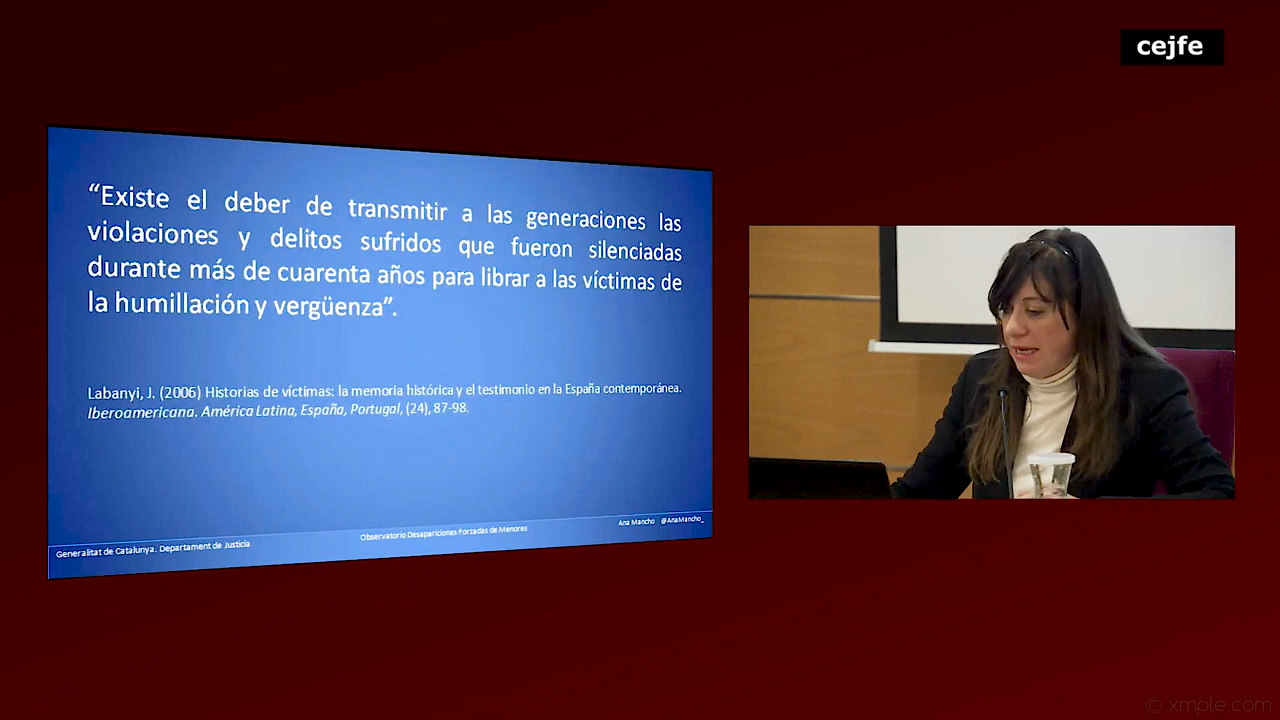 cejfe
“Existe el deber de transmitir a las generaciones las
violaciones y delitos sufridos que fueron silenciadas
durante más de cuarenta años para librar a las víctimas de
la humillación y vergüenza”.
Labanyi, J. (2006) Historias de víctimas: la memoria histórica y el testimonio en la España contemporánea.
Iberoamericana. América Latina, España, Portugal, (24), 87-98.
Generalitat de Catalunya. Departament de Justicia
Observatorio Desapariciones Forzadas de Menores
Ana Mancho @AnaMancho_
© xmple.com